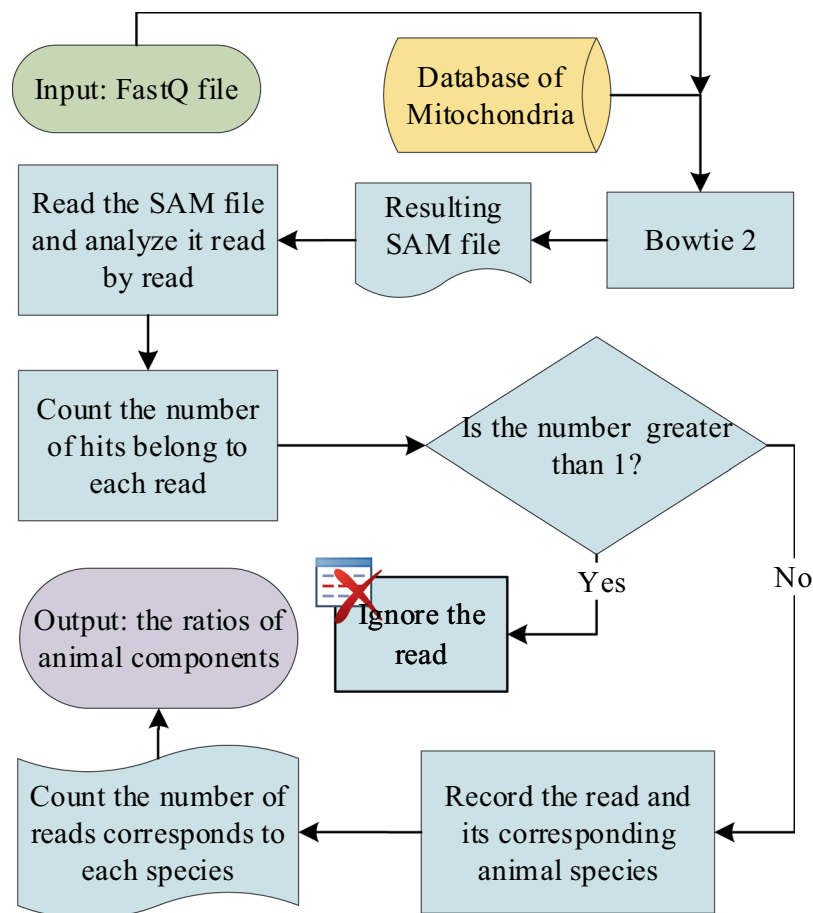 Input: FastQ file
Database of
Mitochondria
Read the SAM file
and analyze it read
by read
Resulting
SAM file
Bowtie 2
Count the number
of hits belong to
each read
Is the number greater
than 1?
Yes
No
Ignore the
read
Output: the ratios of
animal components
Count the number of
reads corresponds to
each species
Record the read and
its corresponding
animal species